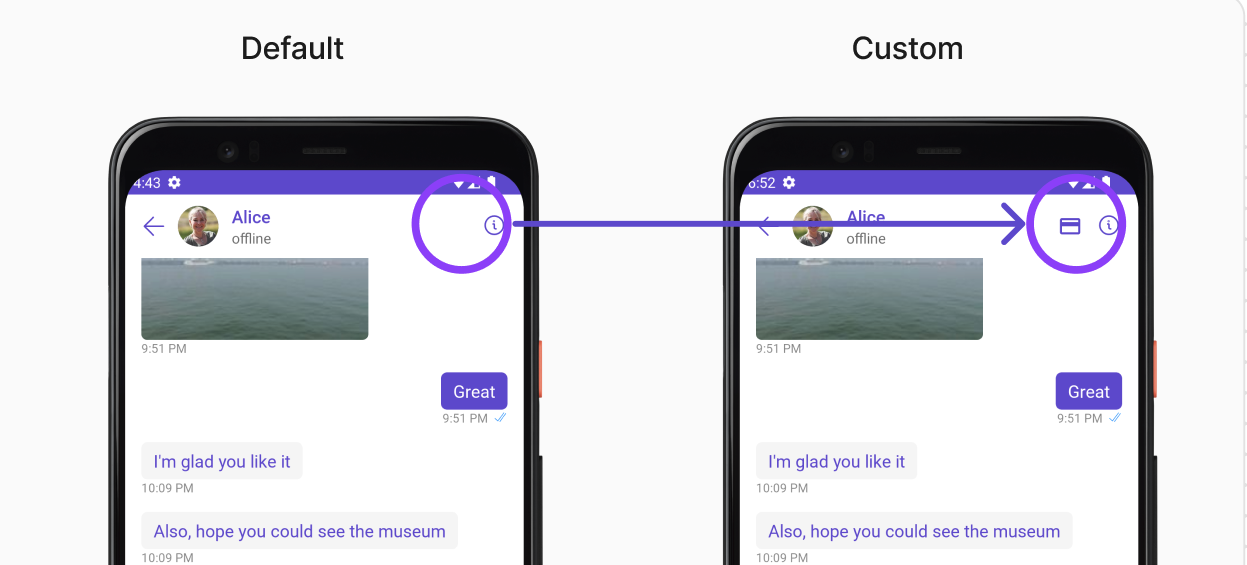 Default
Custom
4:43
Alice
offline
9:51 PM
Great
9:51 PM
I'm glad you like it
10:09 PM
Also, hope you could see the museum
10:09 PM
6:52
Alice
offline
9:51 PM
Great
9:51 PM
I'm glad you like it
10:09 PM
Also, hope you could see the museum
10:09 PM